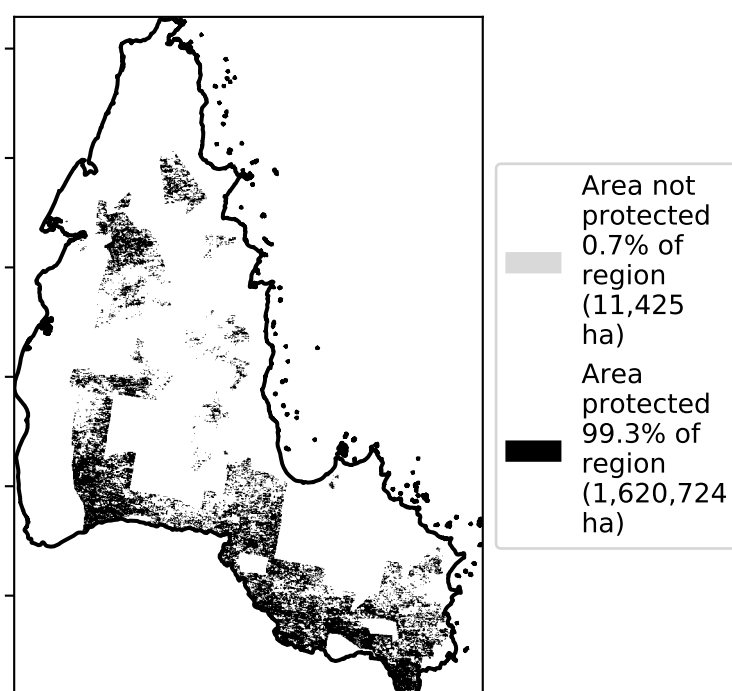 Area not
protected
0.7% of
region
(11,425
ha)
Area
protected
99.3% of
region
(1,620,724
ha)